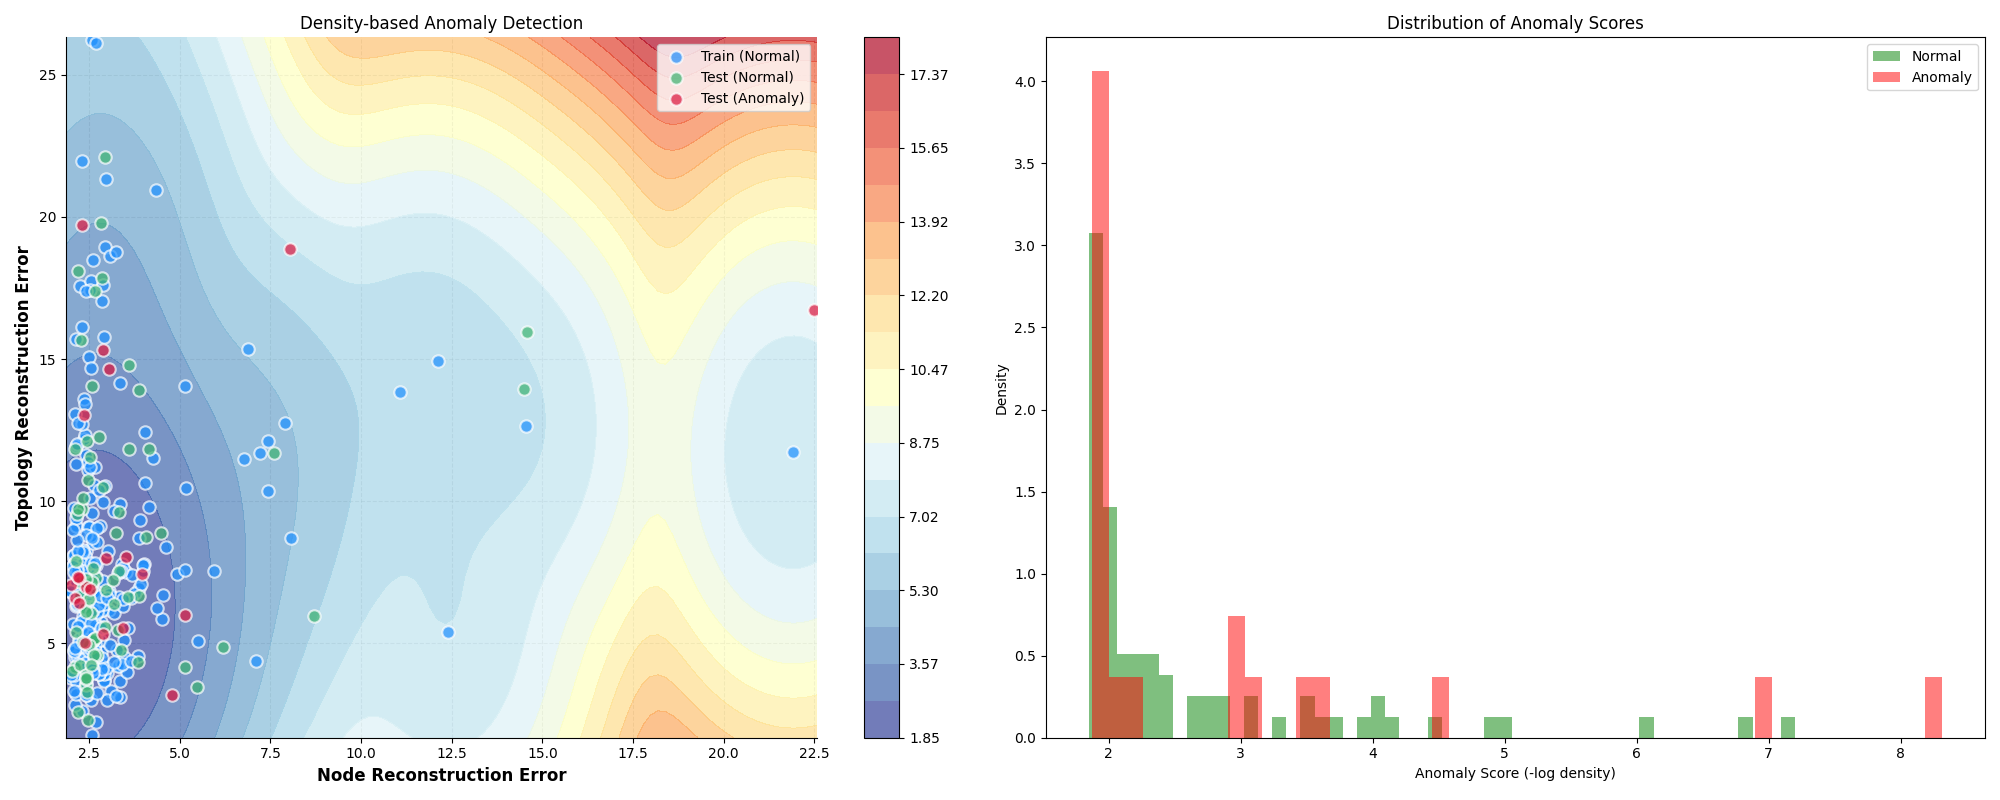 Density-based Anomaly Detection
Train (Normal)
Test (Normal)
Test (Anomaly)
25
20
15
10
5
2.5 5.0 7.5 10.0 12.5 15.0 17.5 20.0 22.5
Topology Reconstruction Error
Node Reconstruction Error
17.37
15.65
13.92
12.20
10.47
8.75
7.02
5.30
3.57
1.85
Distribution of Anomaly Scores
Normal
Anomaly
4.0
3.5
3.0
2.5
2.0
1.5
1.0
0.5
0.0
2 3 4 5 6 7 8
Density
Anomaly Score (-log density)